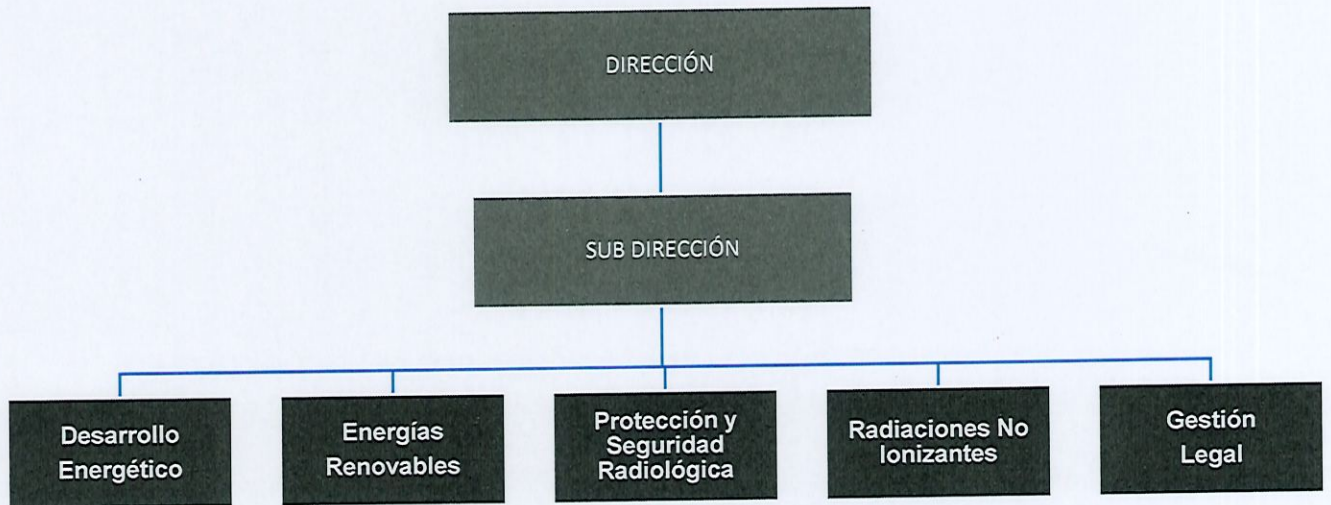 DIRECCIÓN
SUB DIRECCIÓN
Desarrollo
Energético
Energías
Renovables
Protección y
Seguridad
Radiológica
Radiaciones No
Ionizantes
Gestión
Legal